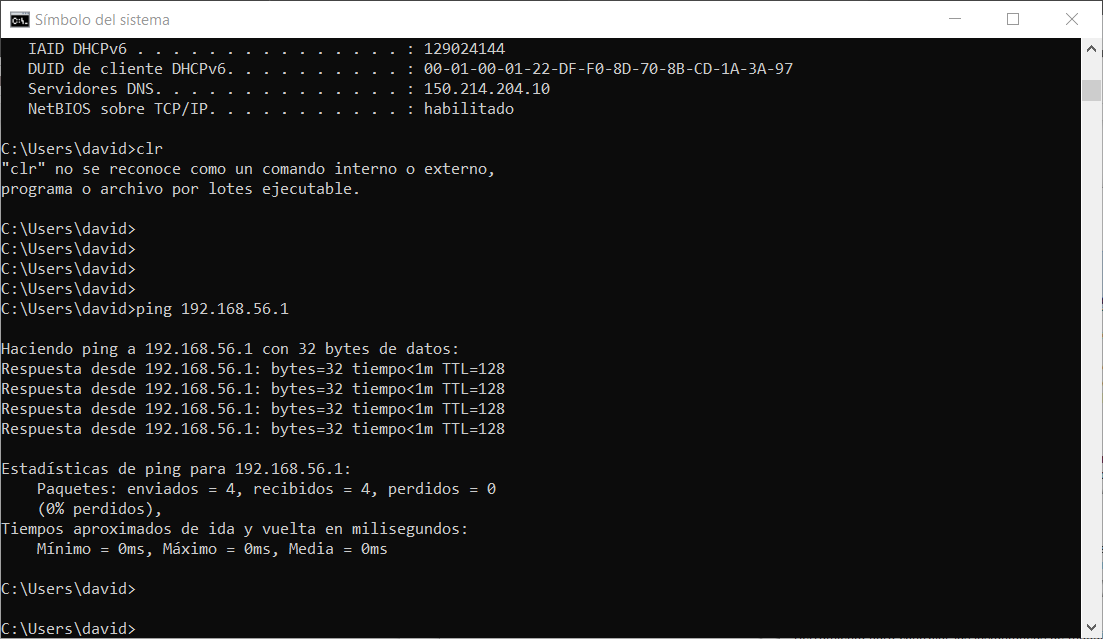 Símbolo del sistema
IAID DHCPv6 . . . . . . . . . . . . . . . : 129024144
DUID de cliente DHCPv6. . . . . . . . . . : 00-01-00-01-22-DF-F0-8D-70-8B-CD-1A-3A-97
Servidores DNS. . . . . . . . . . . . . . : 150.214.204.10
NetBIOS sobre TCP/IP. . . . . . . . . . . : habilitado
C:\Users\david>clr
"clr" no se reconoce como un comando interno o externo,
programa o archivo por lotes ejecutable.
C:\Users\david>
C:\Users\david>
C:\Users\david>
C:\Users\david>
C:\Users\david>ping 192.168.56.1
Haciendo ping a 192.168.56.1 con 32 bytes de datos:
Respuesta desde 192.168.56.1: bytes=32 tiempo<1m TTL=128
Respuesta desde 192.168.56.1: bytes=32 tiempo<1m TTL=128
Respuesta desde 192.168.56.1: bytes=32 tiempo<1m TTL=128
Respuesta desde 192.168.56.1: bytes=32 tiempo<1m TTL=128
Estadísticas de ping para 192.168.56.1:
Paquetes: enviados = 4, recibidos = 4, perdidos = 0
(0% perdidos),
Tiempos aproximados de ida y vuelta en milisegundos:
Mínimo = 0ms, Máximo = 0ms, Media = 0ms
C:\Users\david>
C:\Users\david>